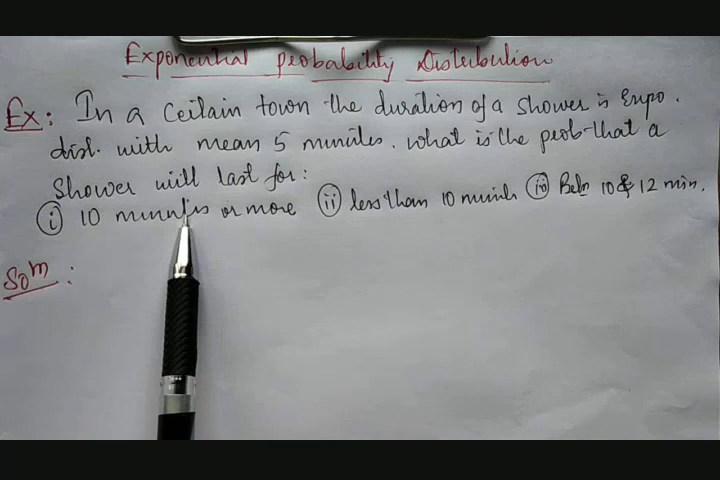 Exponential probability Distribution
Ex: In a certain town the duration of a shower is Expo.
dist. with mean 5 minutes. what is the prob that a
shower will last for:
(i) 10 minutes or more (ii) less than 10 minute (iii) Betn 10 & 12 min.
Soln :